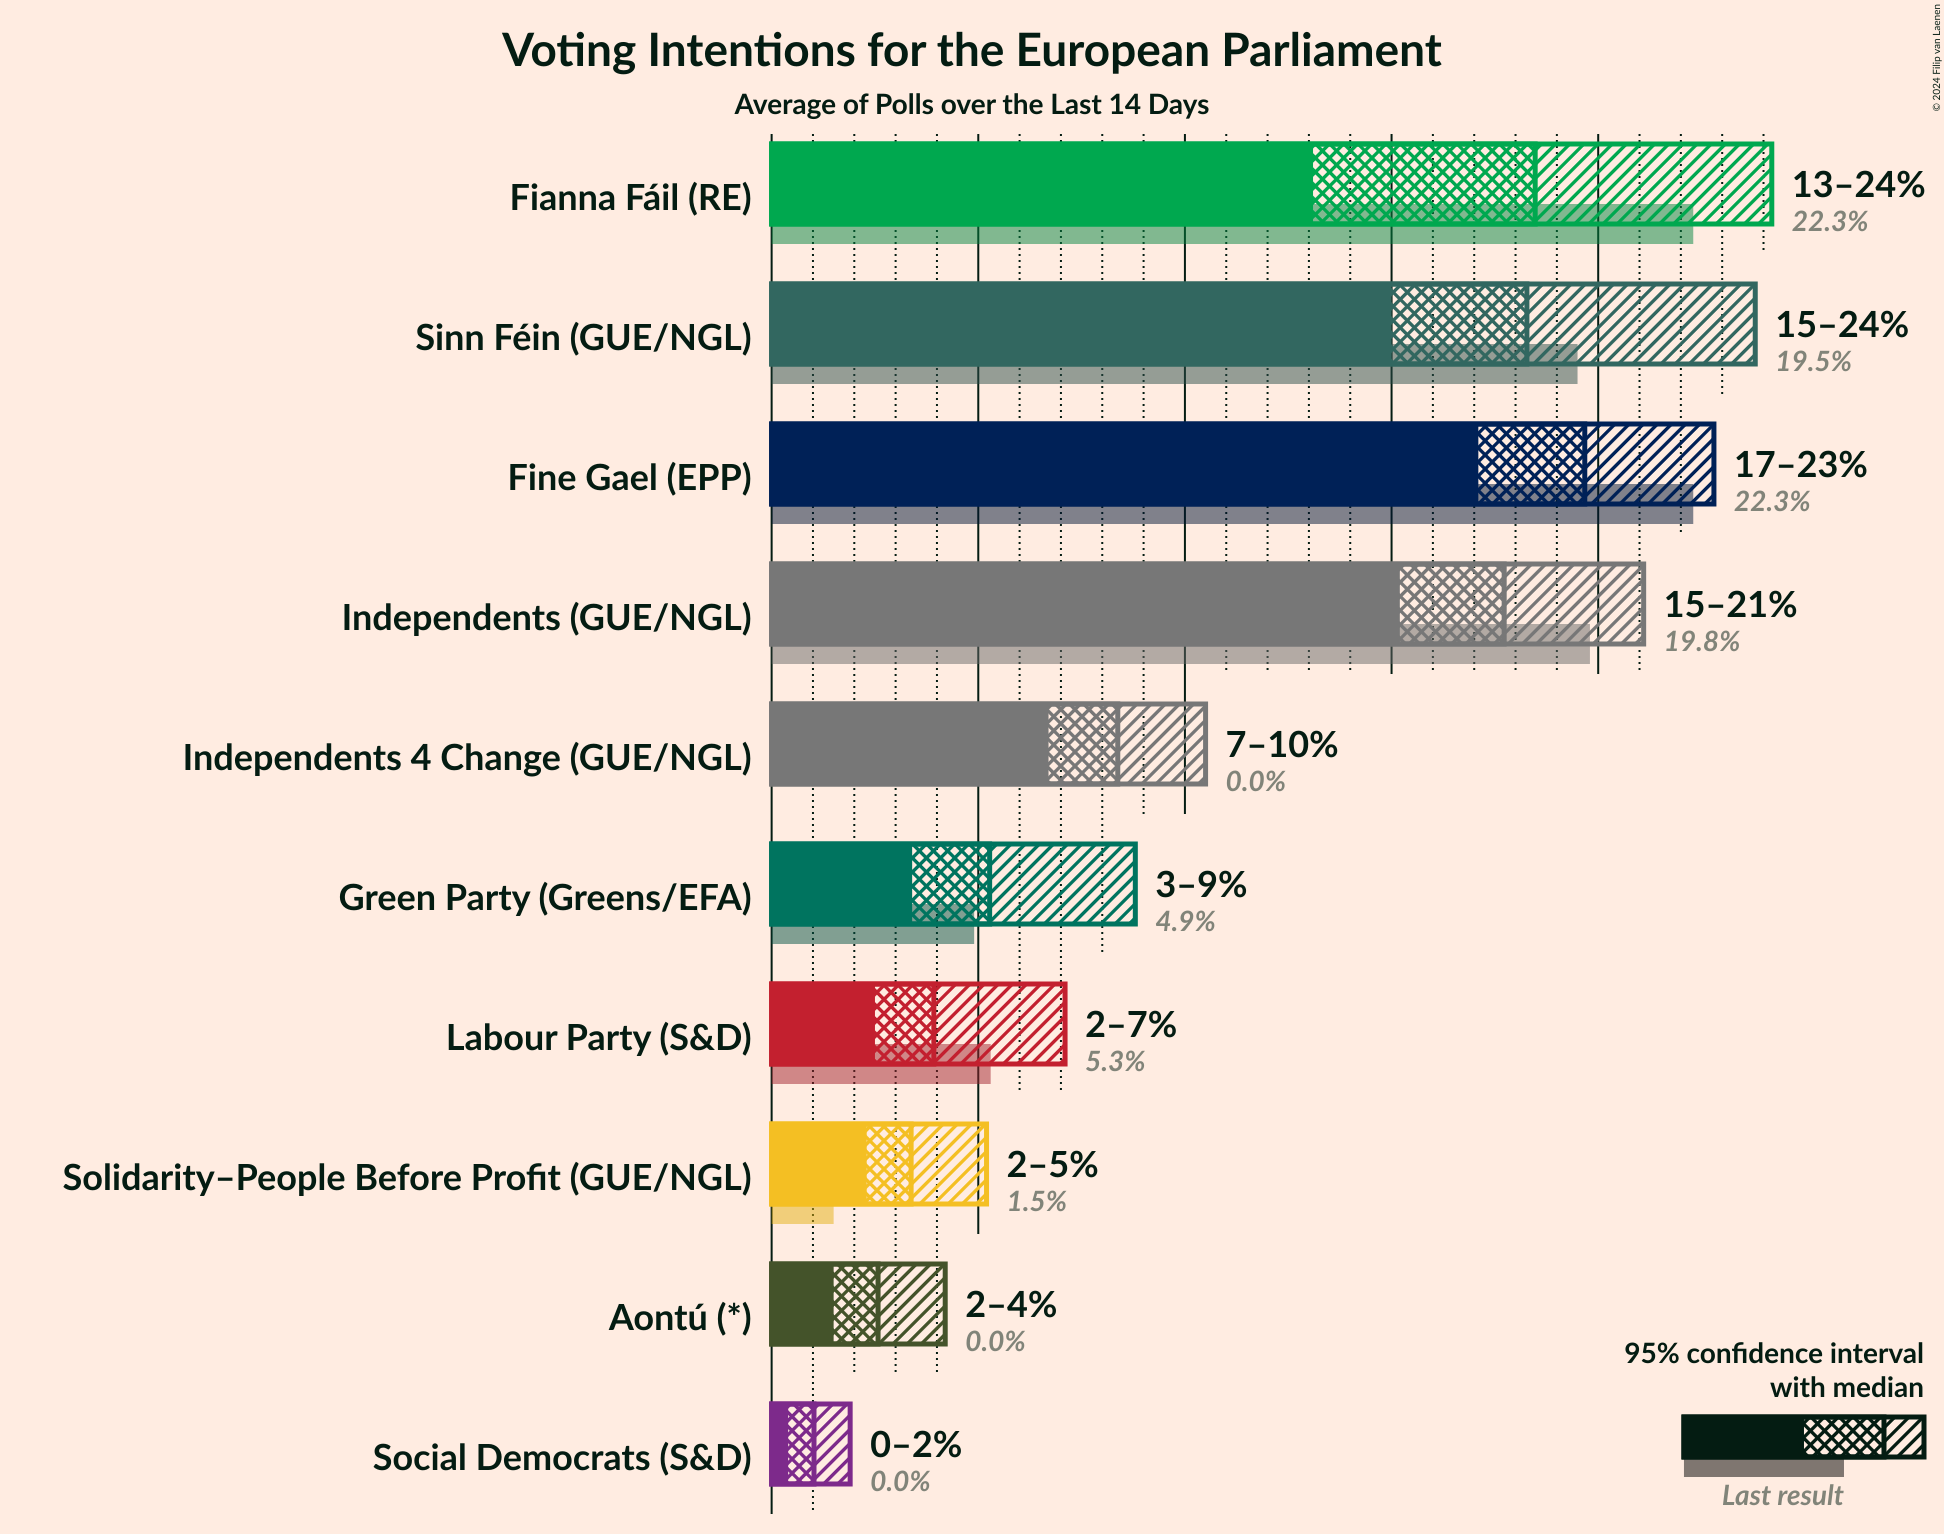 Voting Intentions for the European Parliament
Average of Polls over the Last 14 Days
© 2024 Filip van Laenen
Fianna Fáil (RE)
13–24%
22.3%
Sinn Féin (GUE/NGL)
15–24%
19.5%
Fine Gael (EPP)
17–23%
22.3%
Independents (GUE/NGL)
15–21%
19.8%
Independents 4 Change (GUE/NGL)
7–10%
0.0%
Green Party (Greens/EFA)
3–9%
4.9%
Labour Party (S&D)
2–7%
5.3%
Solidarity–People Before Profit (GUE/NGL)
2–5%
1.5%
Aontú (*)
2–4%
0.0%
Social Democrats (S&D)
0–2%
0.0%
95% confidence interval
with median
Last result